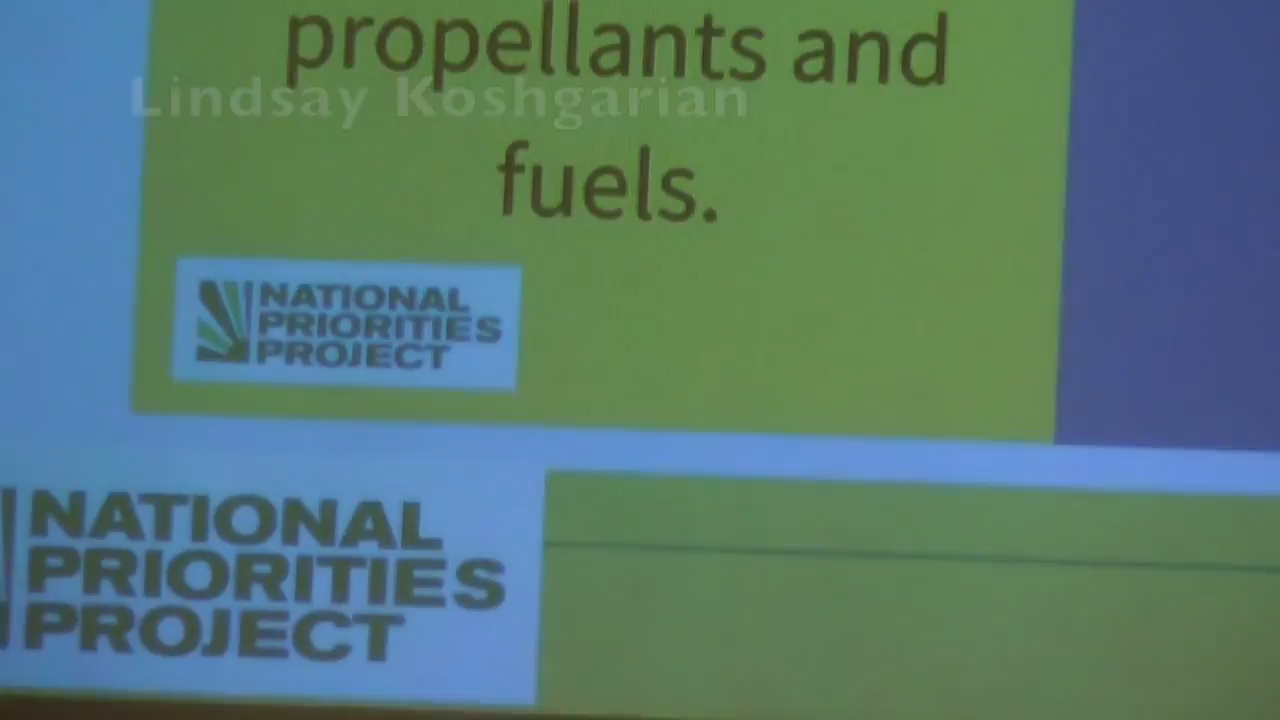 propellants and
Lindsay Koshgarian
fuels.
NATIONAL
PRIORITIES
PROJECT
NATIONAL
PRIORITIES
PROJECT